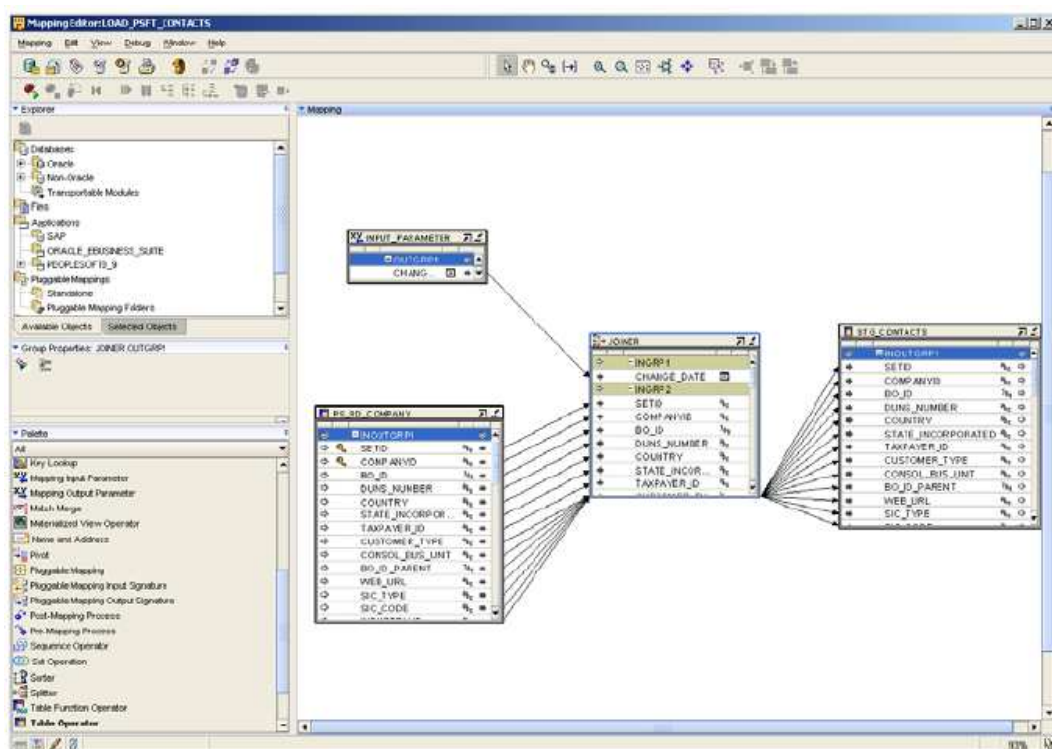 Mapping Editor: LOAD_PSFT_CONTACTS
Mapping Edit View Debug Window Help
Explorer
Databases
Oracle
Non-Oracle
Transportable Modules
Files
Applications
SAP
ORACLE_EBUSINESS_SUITE
PEOPLESOFT8_9
Pluggable Mappings
Standalone
Pluggable Mapping Folders
Available Objects Selected Objects
Group Properties: JOINER.OUTGRP1
Palette
All
Key Lookup
Mapping Input Parameter
Mapping Output Parameter
Match Merge
Materialized View Operator
Name and Address
Pivot
Pluggable Mapping
Pluggable Mapping Input Signature
Pluggable Mapping Output Signature
Post-Mapping Process
Pre-Mapping Process
Sequence Operator
Set Operation
Sorter
Splitter
Table Function Operator
Table Operator
Mapping
INPUT_PARAMETER
OUTGRP1
CHANG...
PS_BD_COMPANY
INOUTGRP1
SETID
COMPANYID
BO_ID
DUNS_NUMBER
COUNTRY
STATE_INCORPOR...
TAXPAYER_ID
CUSTOMER_TYPE
CONSOL_BUS_UNT
BO_ID_PARENT
WEB_URL
SIC_TYPE
SIC_CODE
JOINER
INGRP1
CHANGE_DATE
INGRP2
SETID
COMPANYID
BO_ID
DUNS_NUMBER
COUNTRY
STATE_INCOR...
TAXPAYER_ID
STG_CONTACTS
INOUTGRP1
SETID
COMPANYID
BO_ID
DUNS_NUMBER
COUNTRY
STATE_INCORPORATED
TAXPAYER_ID
CUSTOMER_TYPE
CONSOL_BUS_UNIT
BO_ID_PARENT
WEB_URL
SIC_TYPE
93%